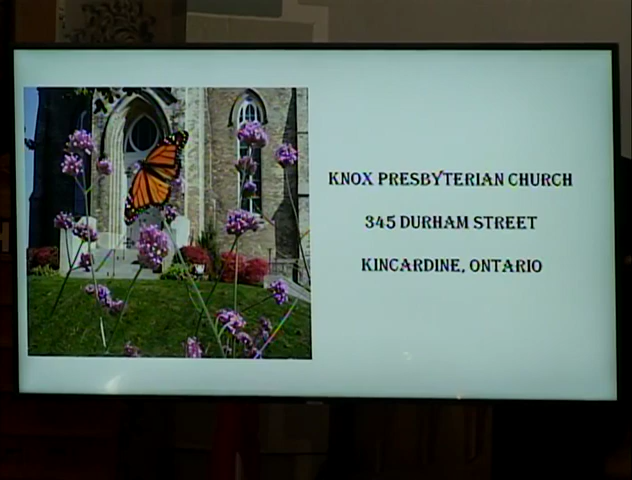 KNOX PRESBYTERIAN CHURCH
345 DURHAM STREET
KINCARDINE, ONTARIO